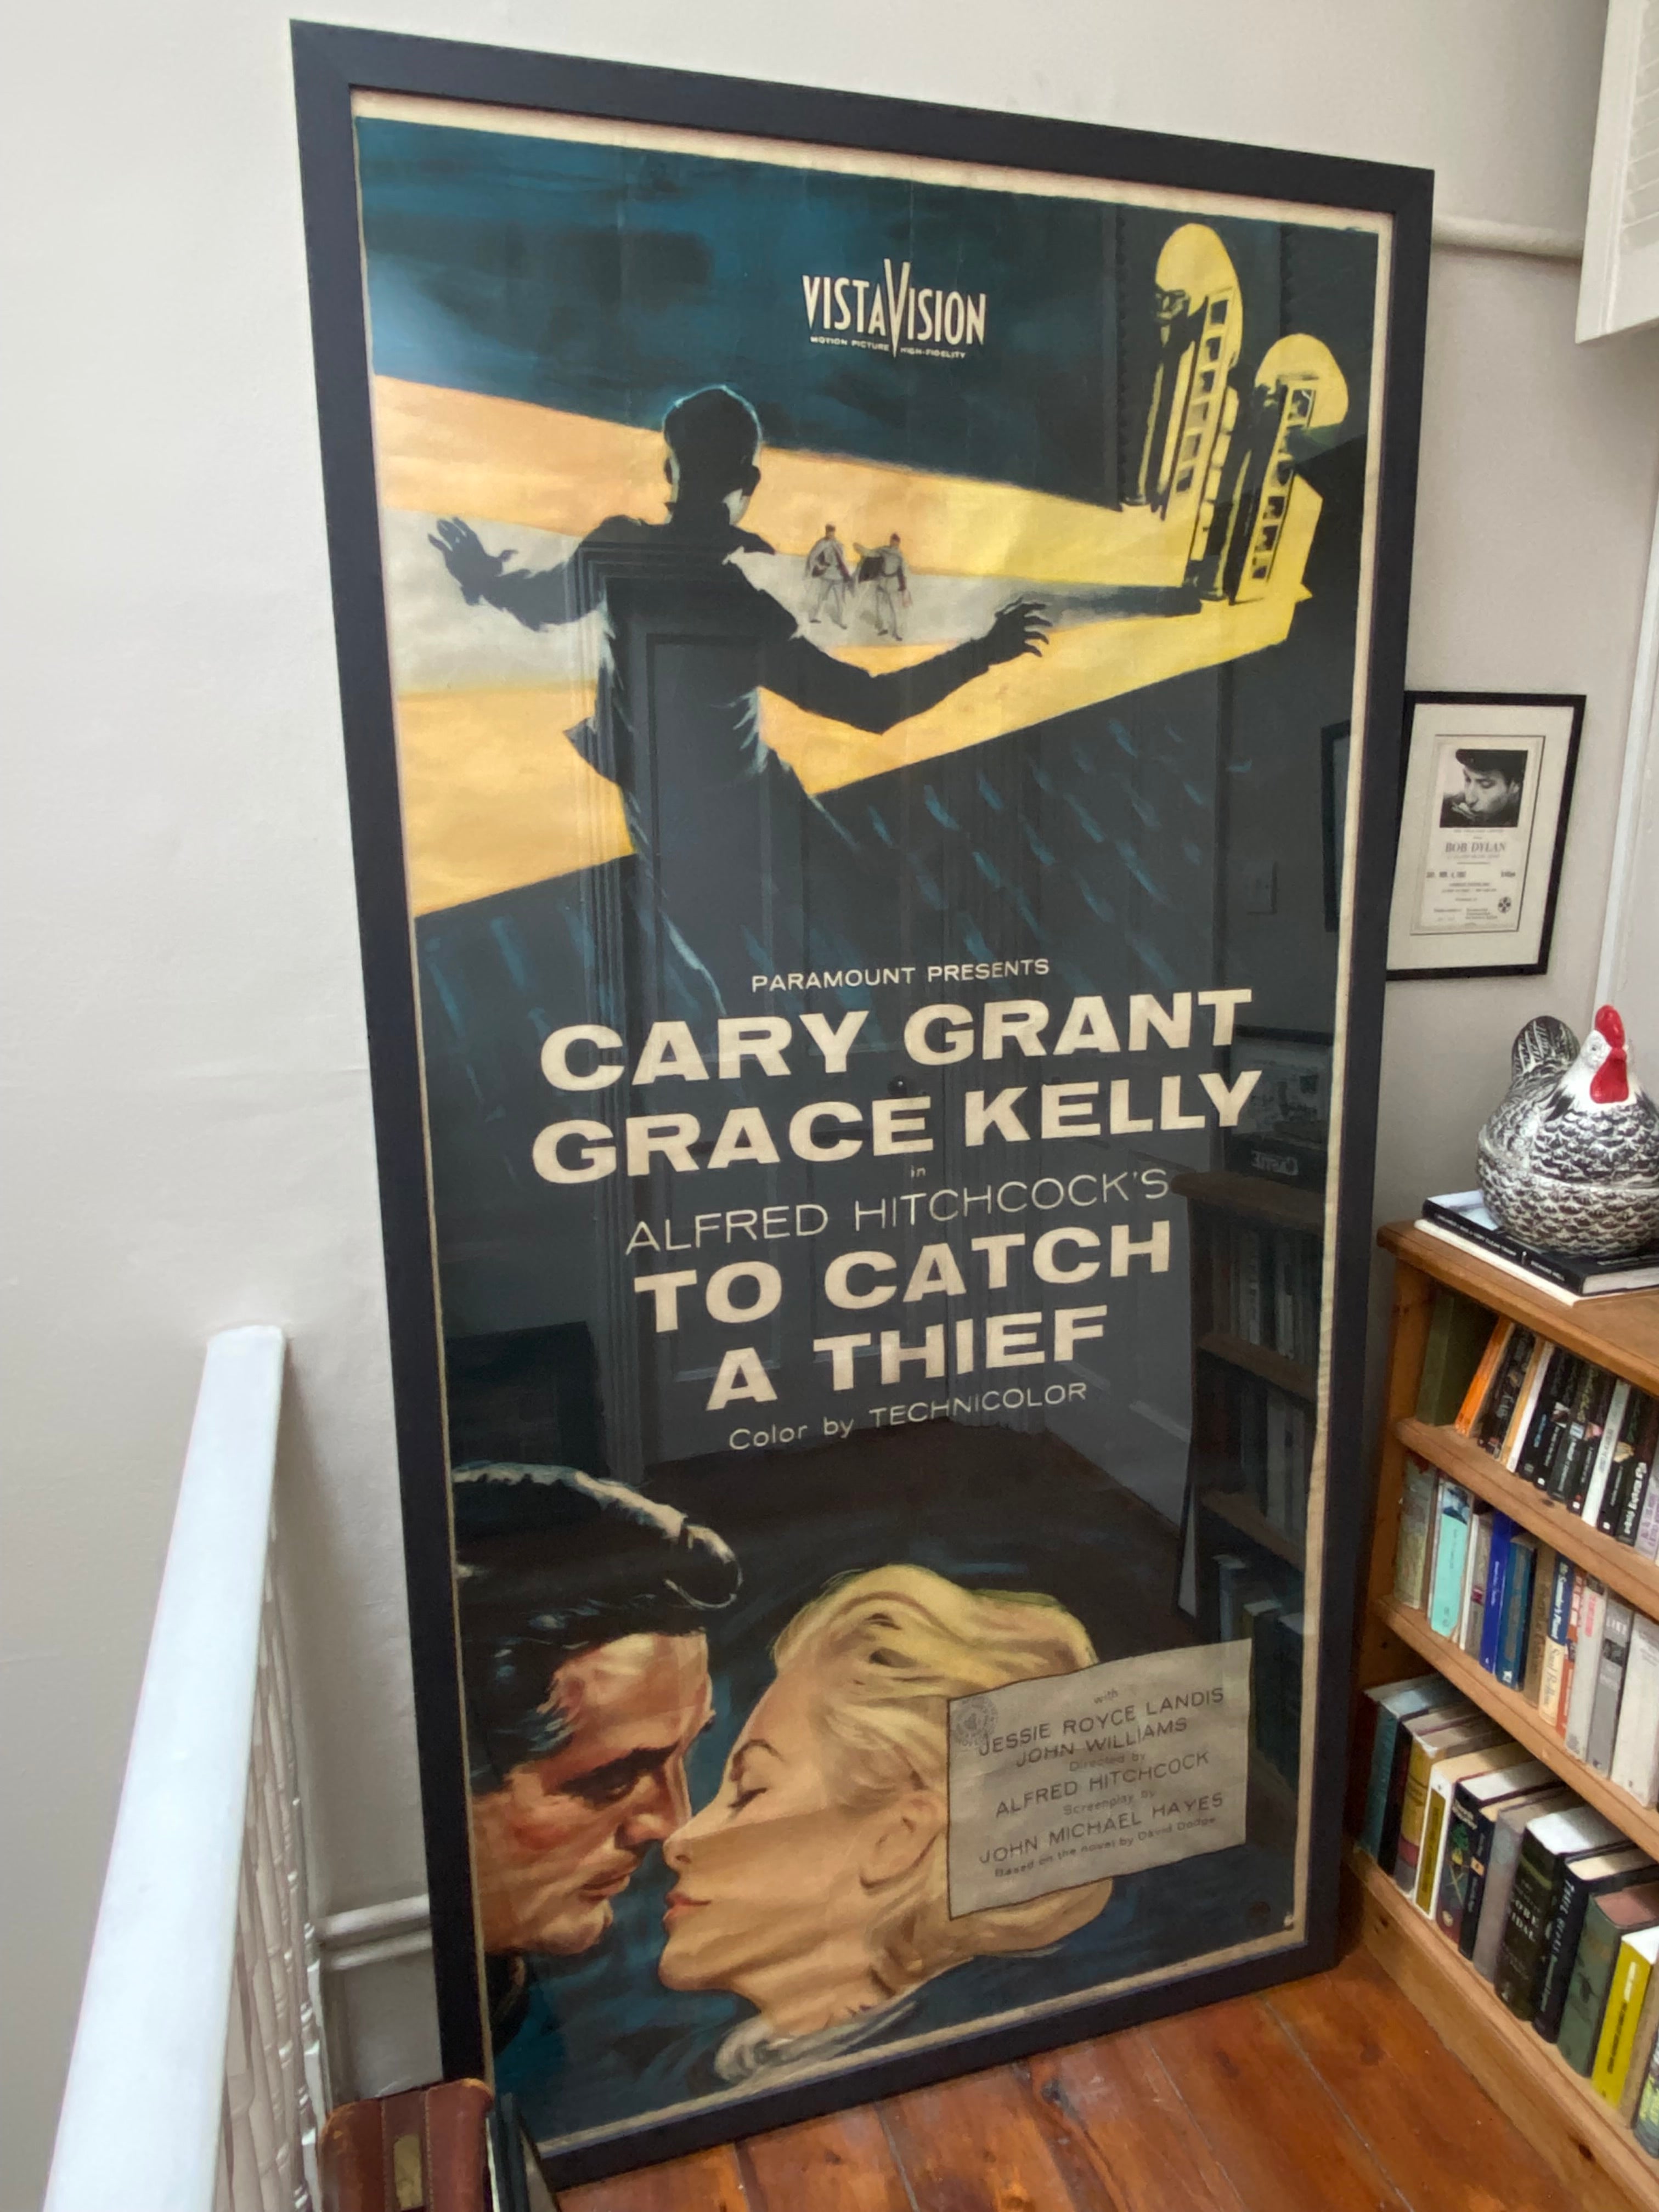 VISTAVISION
MOTION PICTURE HIGH-FIDELITY
PARAMOUNT PRESENTS
CARY GRANT
GRACE KELLY
in
ALFRED HITCHCOCK'S
TO CATCH
A THIEF
Color by TECHNICOLOR
with
JESSIE ROYCE LANDIS
JOHN WILLIAMS
Directed by
ALFRED HITCHCOCK
Screenplay by
JOHN MICHAEL HAYES
Based on the novel by David Dodge
BOB DYLAN